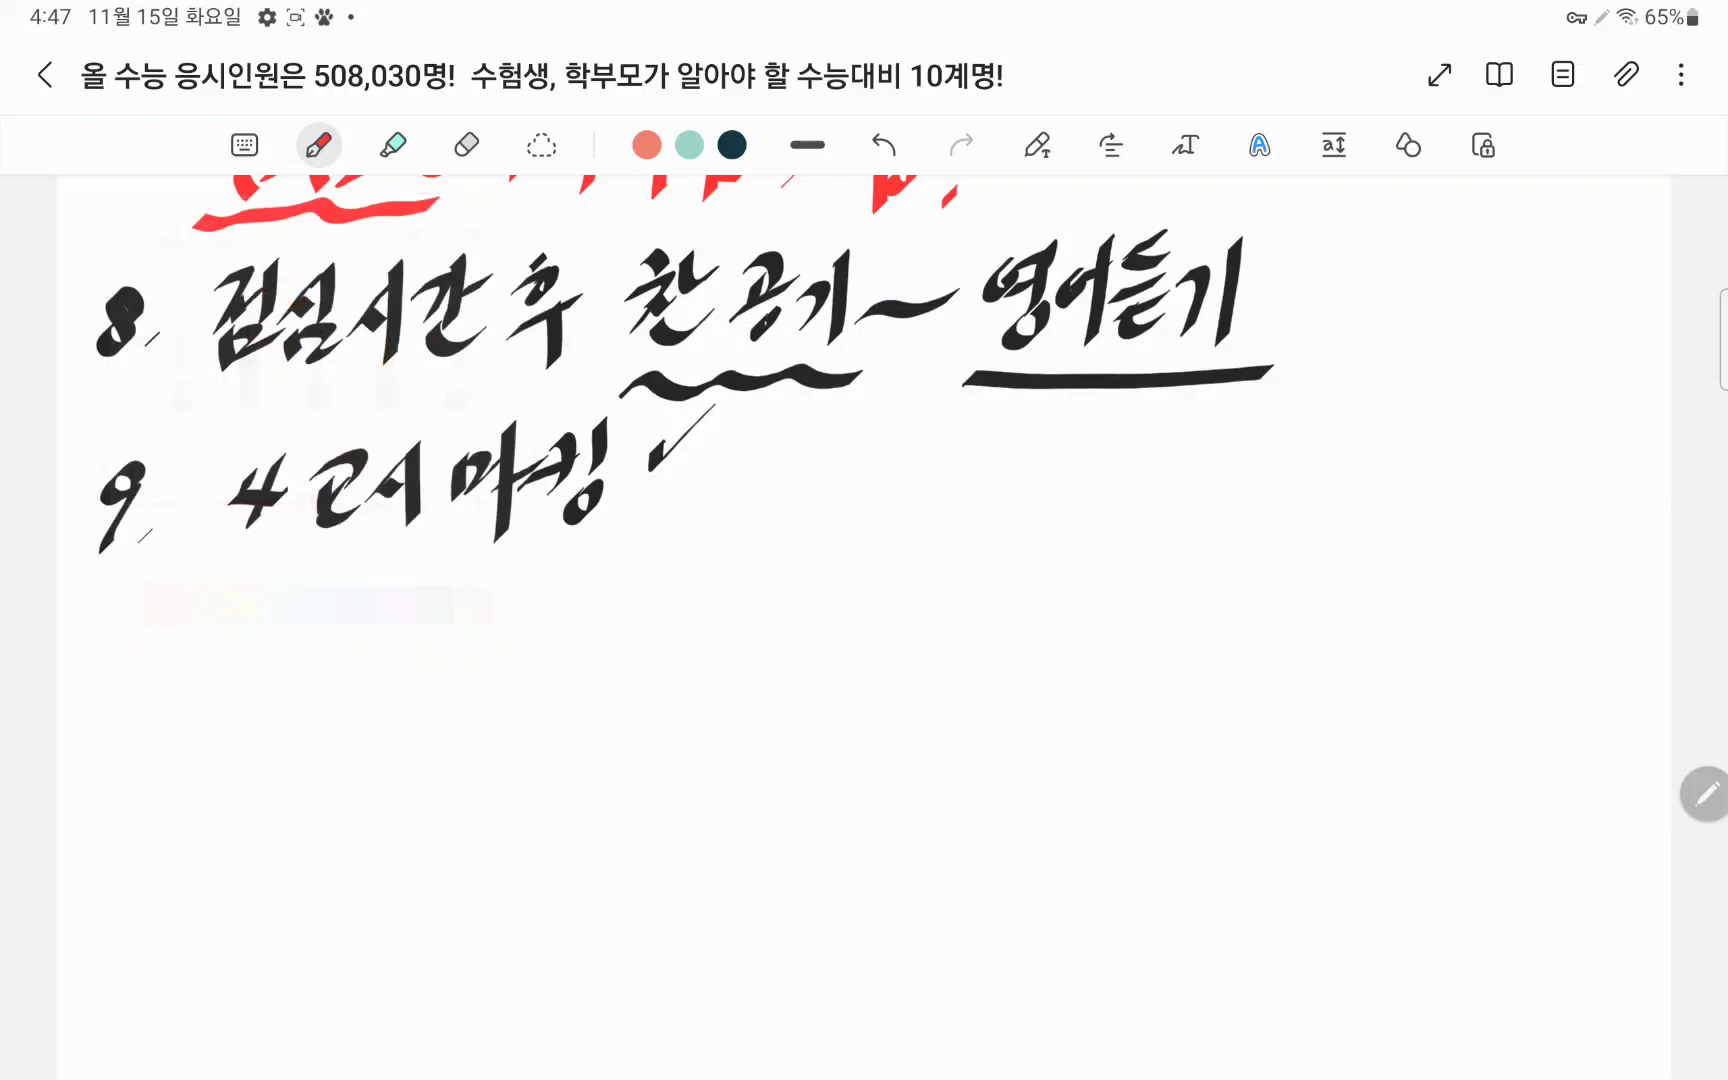 4:47 11월 15일 화요일 65%
올 수능 응시인원은 508,030명! 수험생, 학부모가 알아야 할 수능대비 10계명!
8. 점심시간 후 찬공기~ 영어듣기
9. 4교시 마킹 ✓